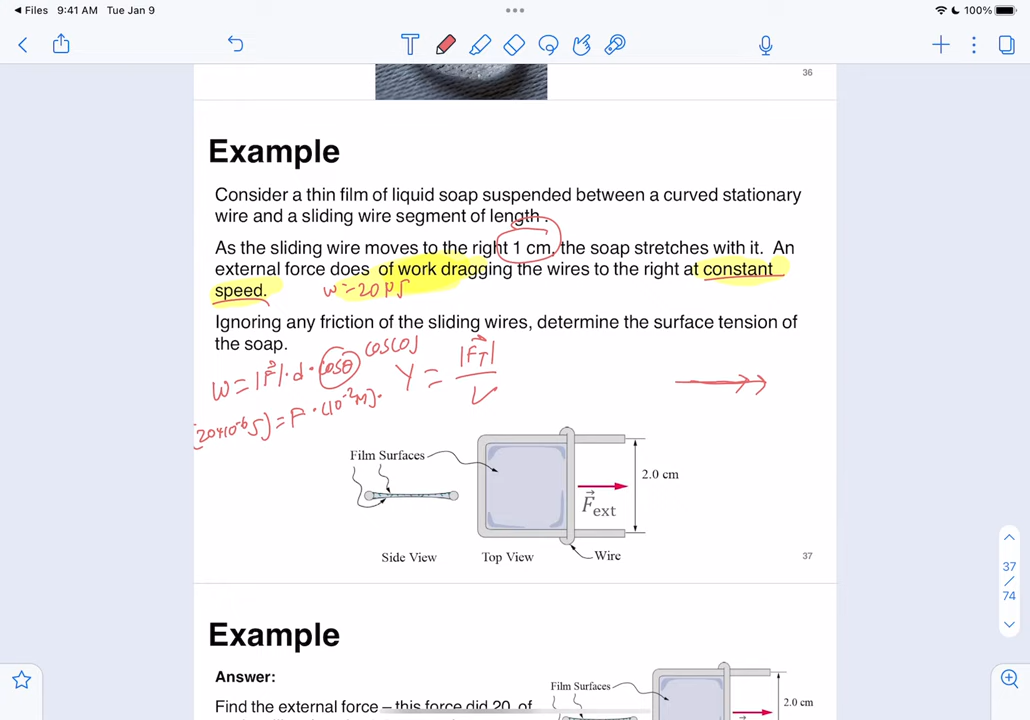 Files 9:41 AM Tue Jan 9 100%
36
Example
Consider a thin film of liquid soap suspended between a curved stationary
wire and a sliding wire segment of length .
As the sliding wire moves to the right 1 cm, the soap stretches with it. An
external force does of work dragging the wires to the right at constant
speed. w=20 μJ
Ignoring any friction of the sliding wires, determine the surface tension of
the soap.
W=|F|·d·cosθ cos(0)
γ = |F_T| / L
(20×10⁻⁶J)=F·(10⁻²M)·
Film Surfaces
2.0 cm
F ext
Side View
Top View
Wire
37
37
/
74
Example
Answer:
Find the external force – this force did 20 of
Film Surfaces
2.0 cm